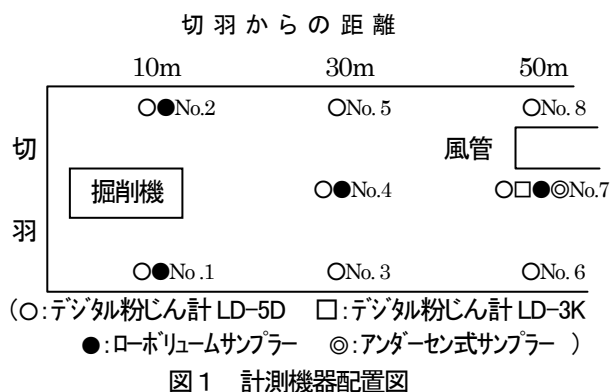 切羽からの距離
10m 30m 50m
○●No.2 ○No.5 ○No.8
切 風管
掘削機 ○●No.4 ○□●◎No.7
羽
○●No.1 ○No.3 ○No.6
(○:デジタル粉じん計 LD-5D □:デジタル粉じん計 LD-3K
●:ローボリュームサンプラー ◎:アンダーセン式サンプラー )
図1 計測機器配置図